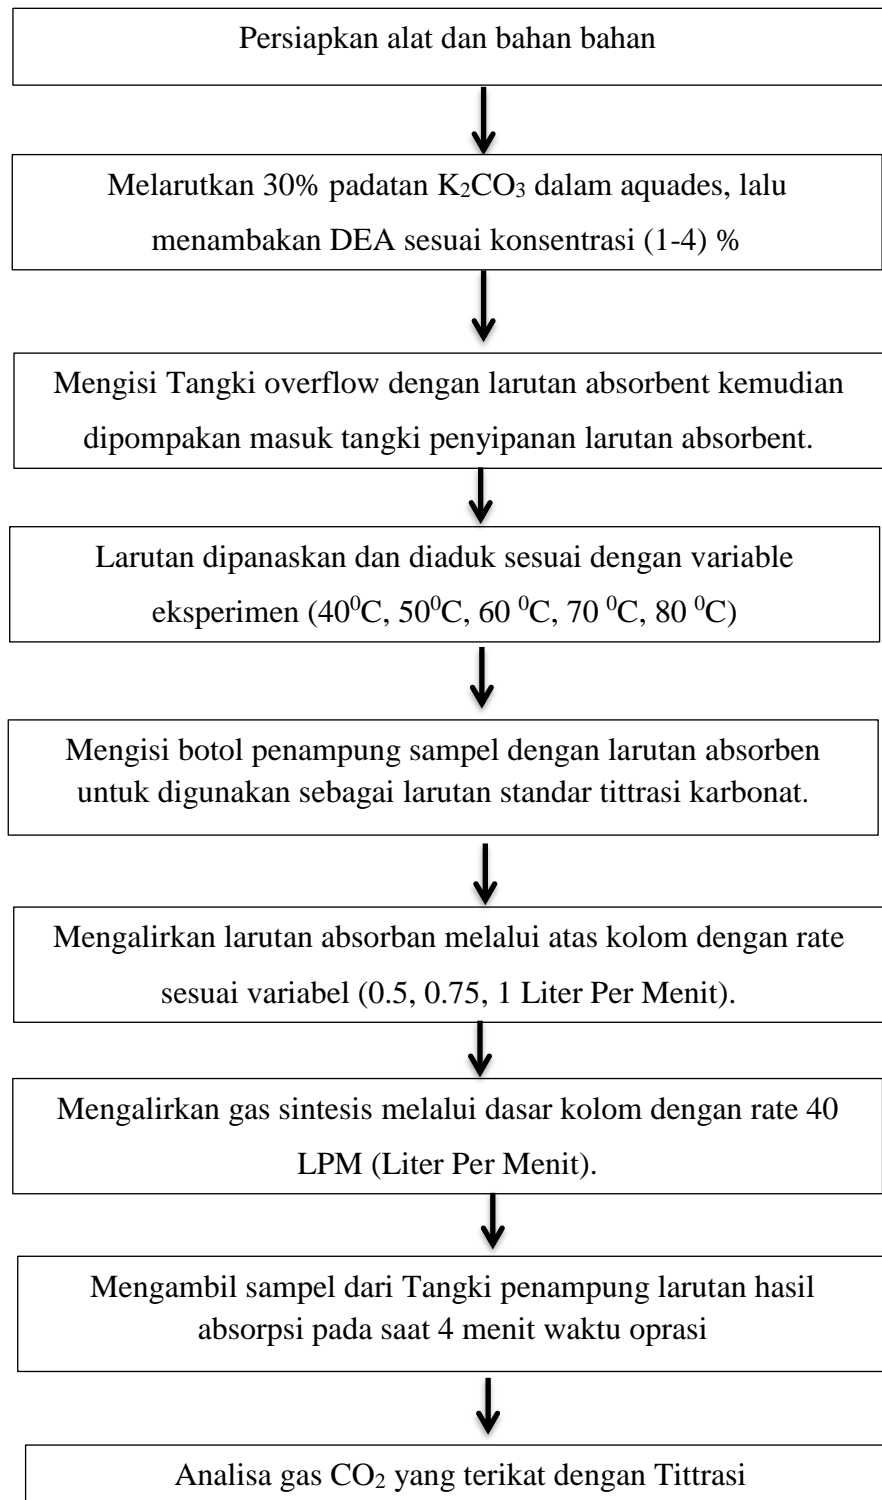 Persiapkan alat dan bahan bahan
Melarutkan 30% padatan K₂CO₃ dalam aquades, lalu
menambakan DEA sesuai konsentrasi (1-4) %
Mengisi Tangki overflow dengan larutan absorbent kemudian
dipompakan masuk tangki penyipanan larutan absorbent.
Larutan dipanaskan dan diaduk sesuai dengan variable
eksperimen (40⁰C, 50⁰C, 60 ⁰C, 70 ⁰C, 80 ⁰C)
Mengisi botol penampung sampel dengan larutan absorben
untuk digunakan sebagai larutan standar tittrasi karbonat.
Mengalirkan larutan absorban melalui atas kolom dengan rate
sesuai variabel (0.5, 0.75, 1 Liter Per Menit).
Mengalirkan gas sintesis melalui dasar kolom dengan rate 40
LPM (Liter Per Menit).
Mengambil sampel dari Tangki penampung larutan hasil
absorpsi pada saat 4 menit waktu oprasi
Analisa gas CO₂ yang terikat dengan Tittrasi